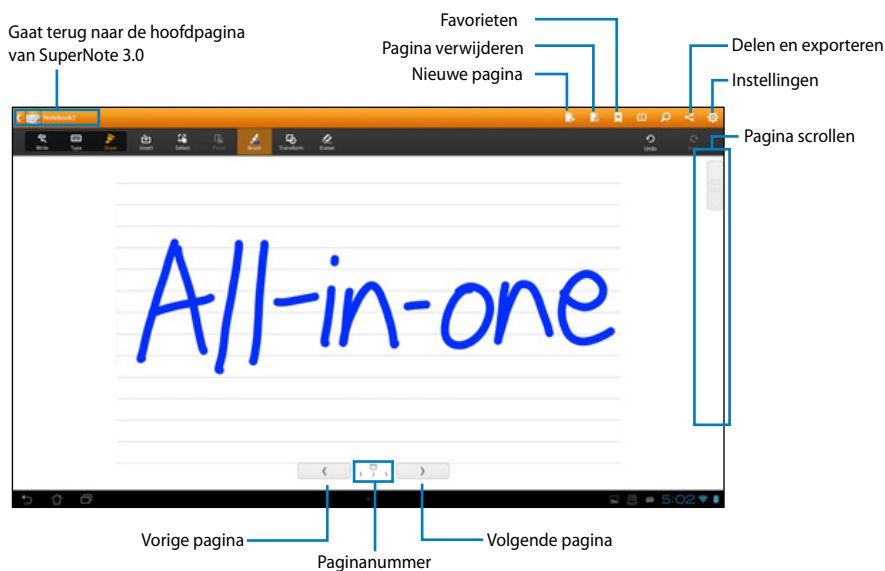 Favorieten
Gaat terug naar de hoofdpagina
van SuperNote 3.0
Pagina verwijderen
Delen en exporteren
Nieuwe pagina
Instellingen
Notebook2
Pagina scrollen
Write Type Draw Insert Select Brush Transform Eraser Undo
All-in-one
5:02
Vorige pagina
Volgende pagina
Paginanummer